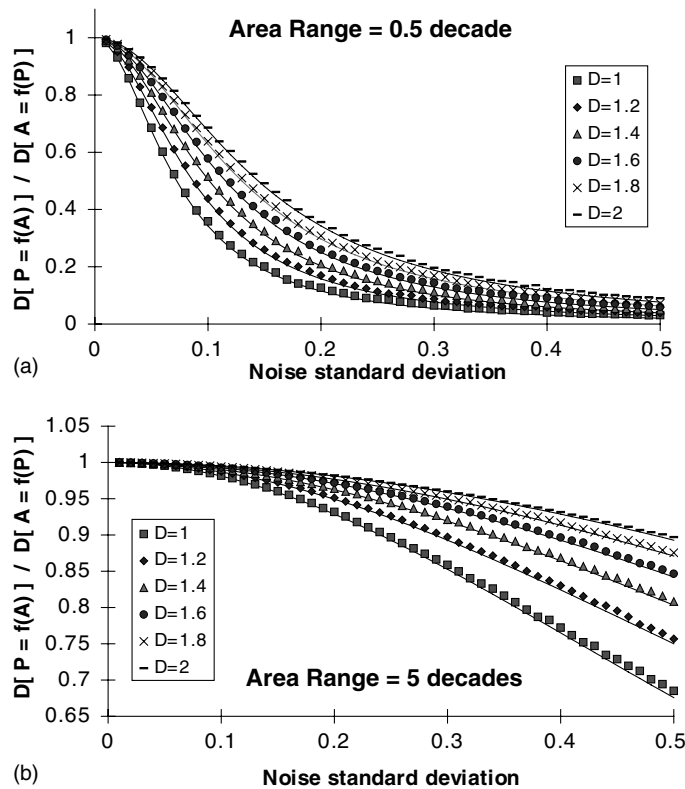 Area Range = 0.5 decade
D[ P = f(A) ] / D[ A = f(P) ]
1
0.8
0.6
0.4
0.2
0
D=1
D=1.2
D=1.4
D=1.6
D=1.8
D=2
0 0.1 0.2 0.3 0.4 0.5
Noise standard deviation
(a)
D[ P = f(A) ] / D[ A = f(P) ]
1.05
1
0.95
0.9
0.85
0.8
0.75
0.7
0.65
D=1
D=1.2
D=1.4
D=1.6
D=1.8
D=2
Area Range = 5 decades
0 0.1 0.2 0.3 0.4 0.5
(b)
Noise standard deviation